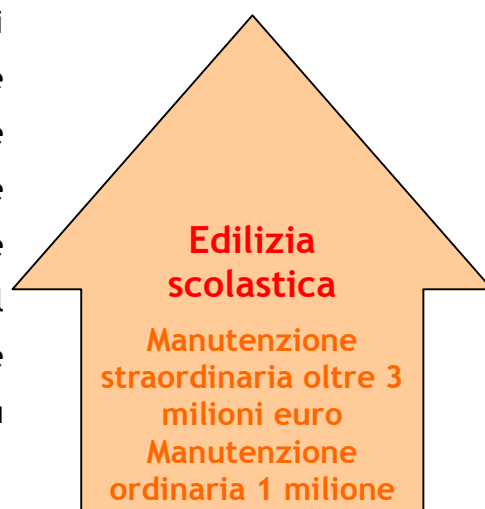 i
e
e
e
e
l
e
Edilizia
scolastica
Manutenzione
straordinaria oltre 3
milioni euro
Manutenzione
ordinaria 1 milione